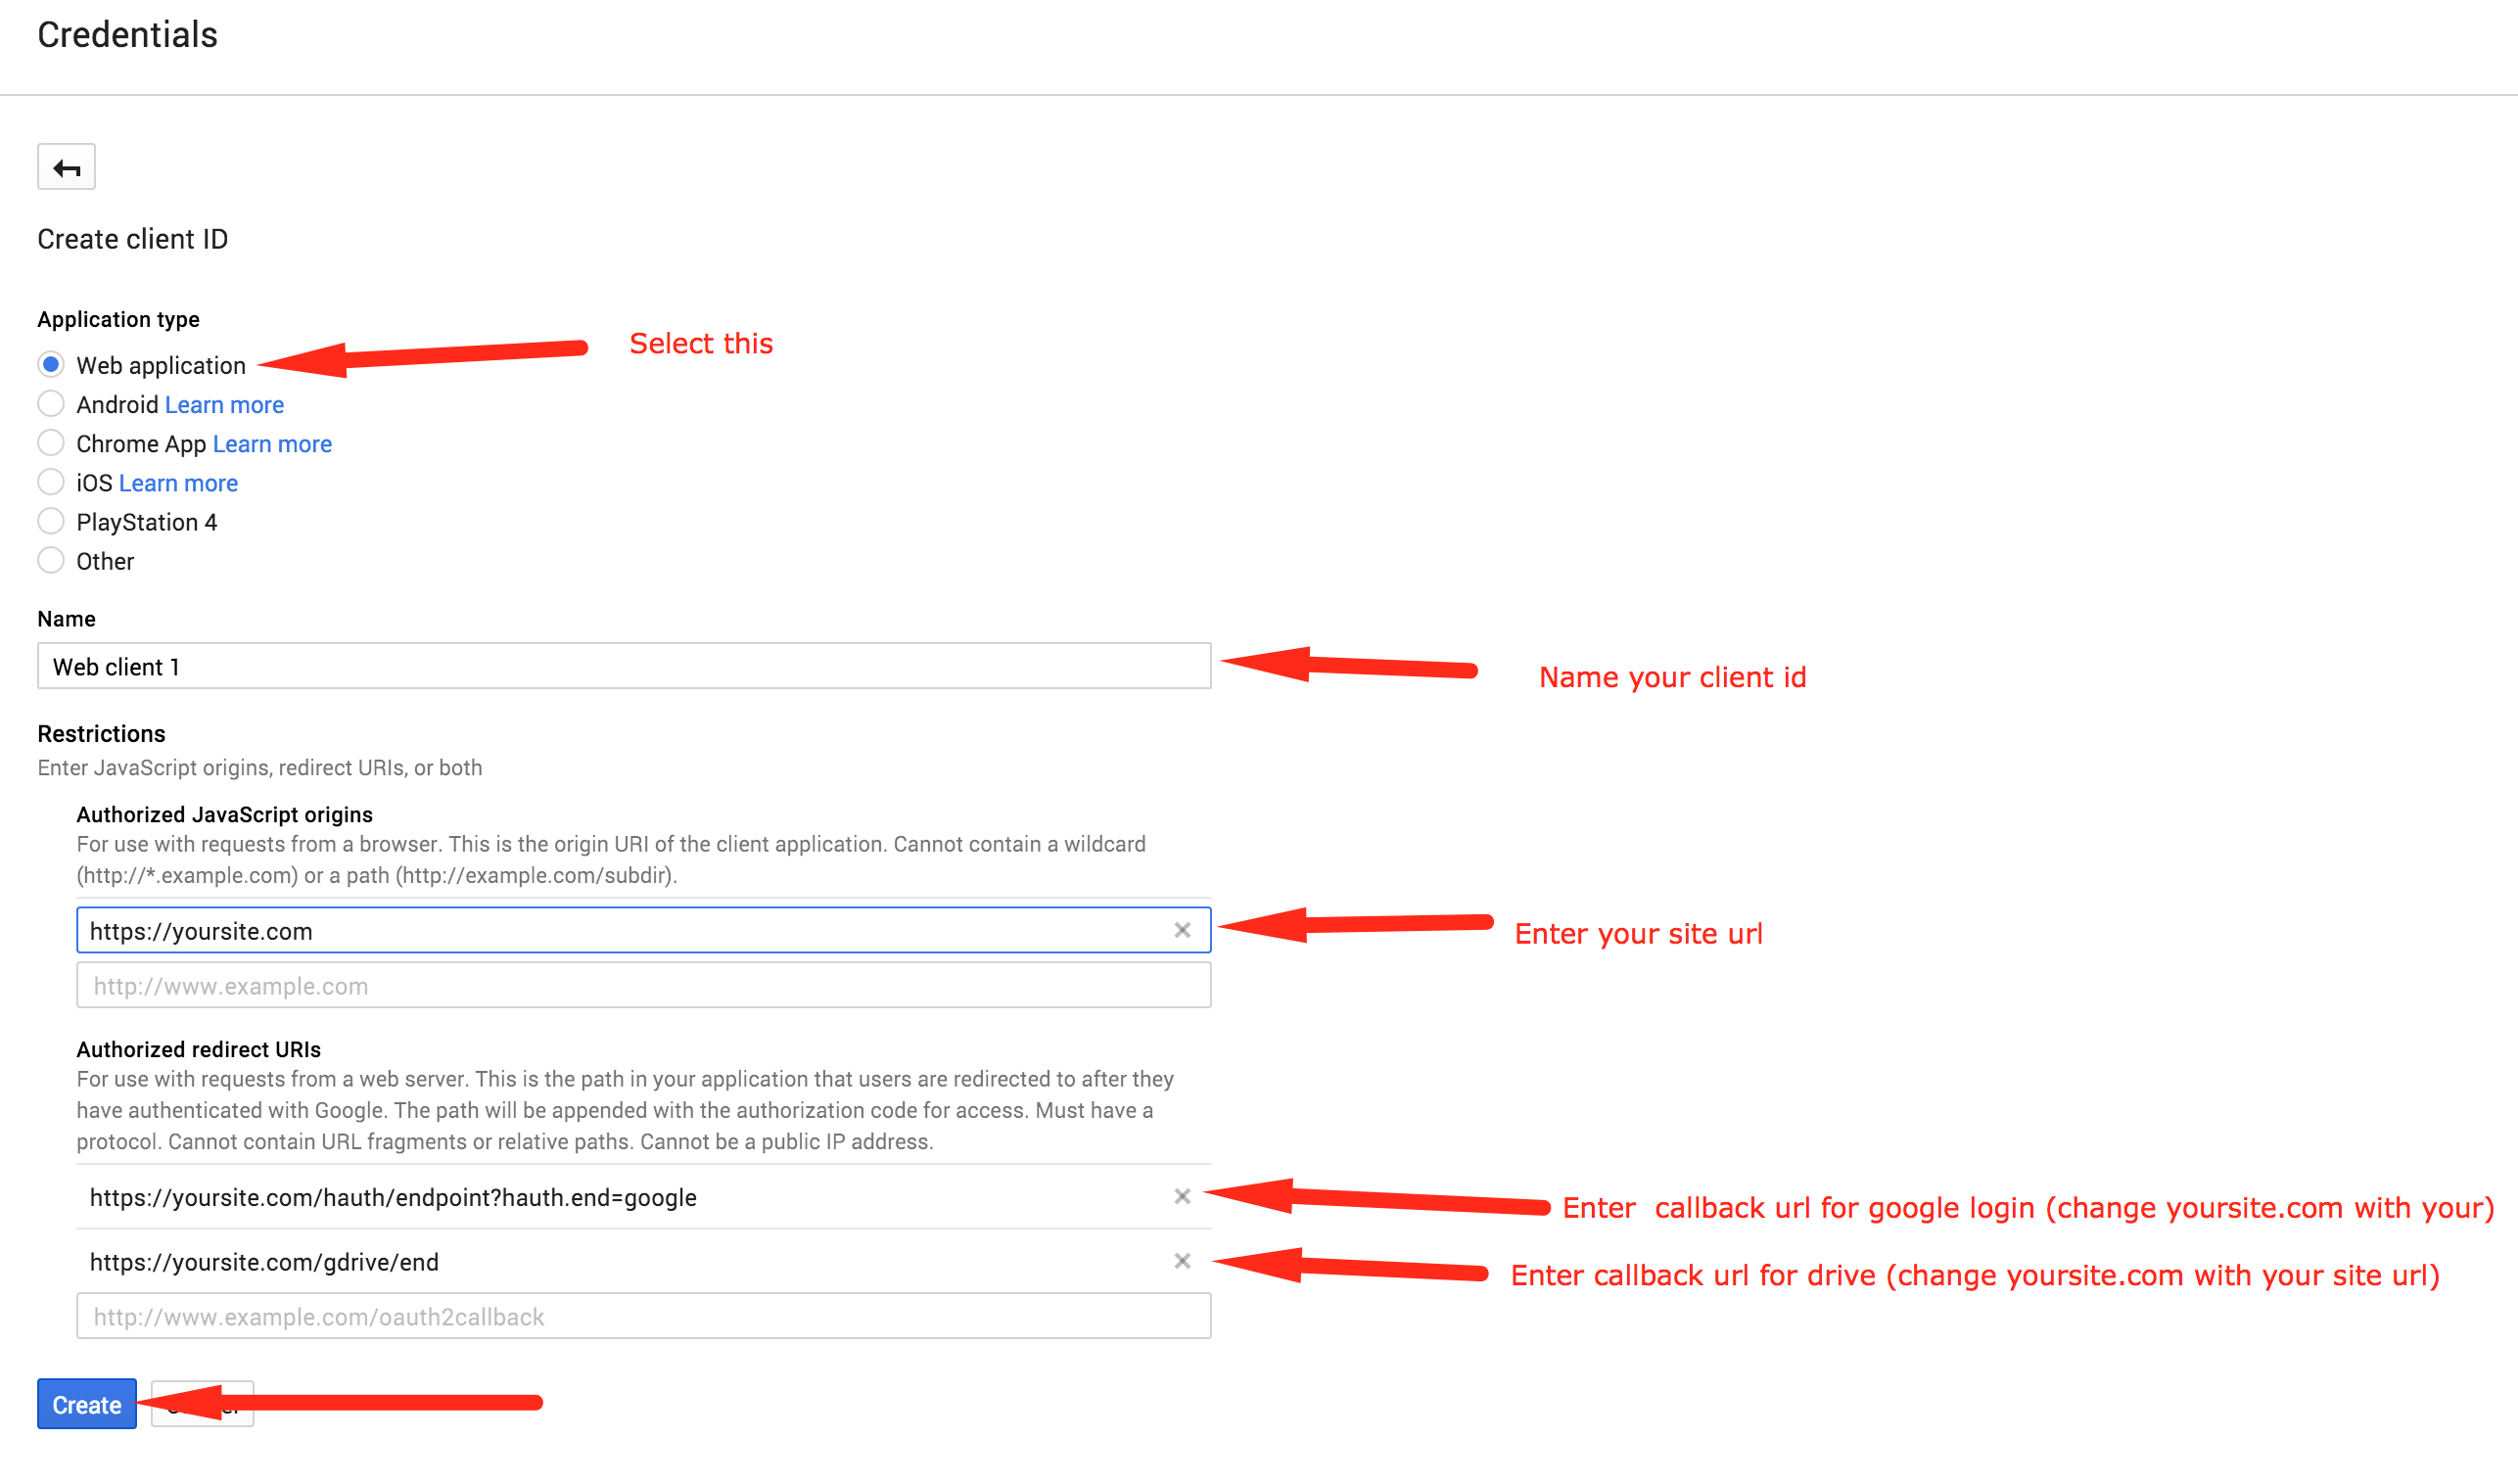 Credentials
Create client ID
Application type
Web application
Select this
Android Learn more
Chrome App Learn more
iOS Learn more
PlayStation 4
Other
Name
Web client 1
Name your client id
Restrictions
Enter JavaScript origins, redirect URIs, or both
Authorized JavaScript origins
For use with requests from a browser. This is the origin URI of the client application. Cannot contain a wildcard
(http://*.example.com) or a path (http://example.com/subdir).
https://yoursite.com
Enter your site url
http://www.example.com
Authorized redirect URIs
For use with requests from a web server. This is the path in your application that users are redirected to after they
have authenticated with Google. The path will be appended with the authorization code for access. Must have a
protocol. Cannot contain URL fragments or relative paths. Cannot be a public IP address.
https://yoursite.com/hauth/endpoint?hauth.end=google
Enter  callback url for google login (change yoursite.com with your)
https://yoursite.com/gdrive/end
Enter callback url for drive (change yoursite.com with your site url)
http://www.example.com/oauth2callback
Create